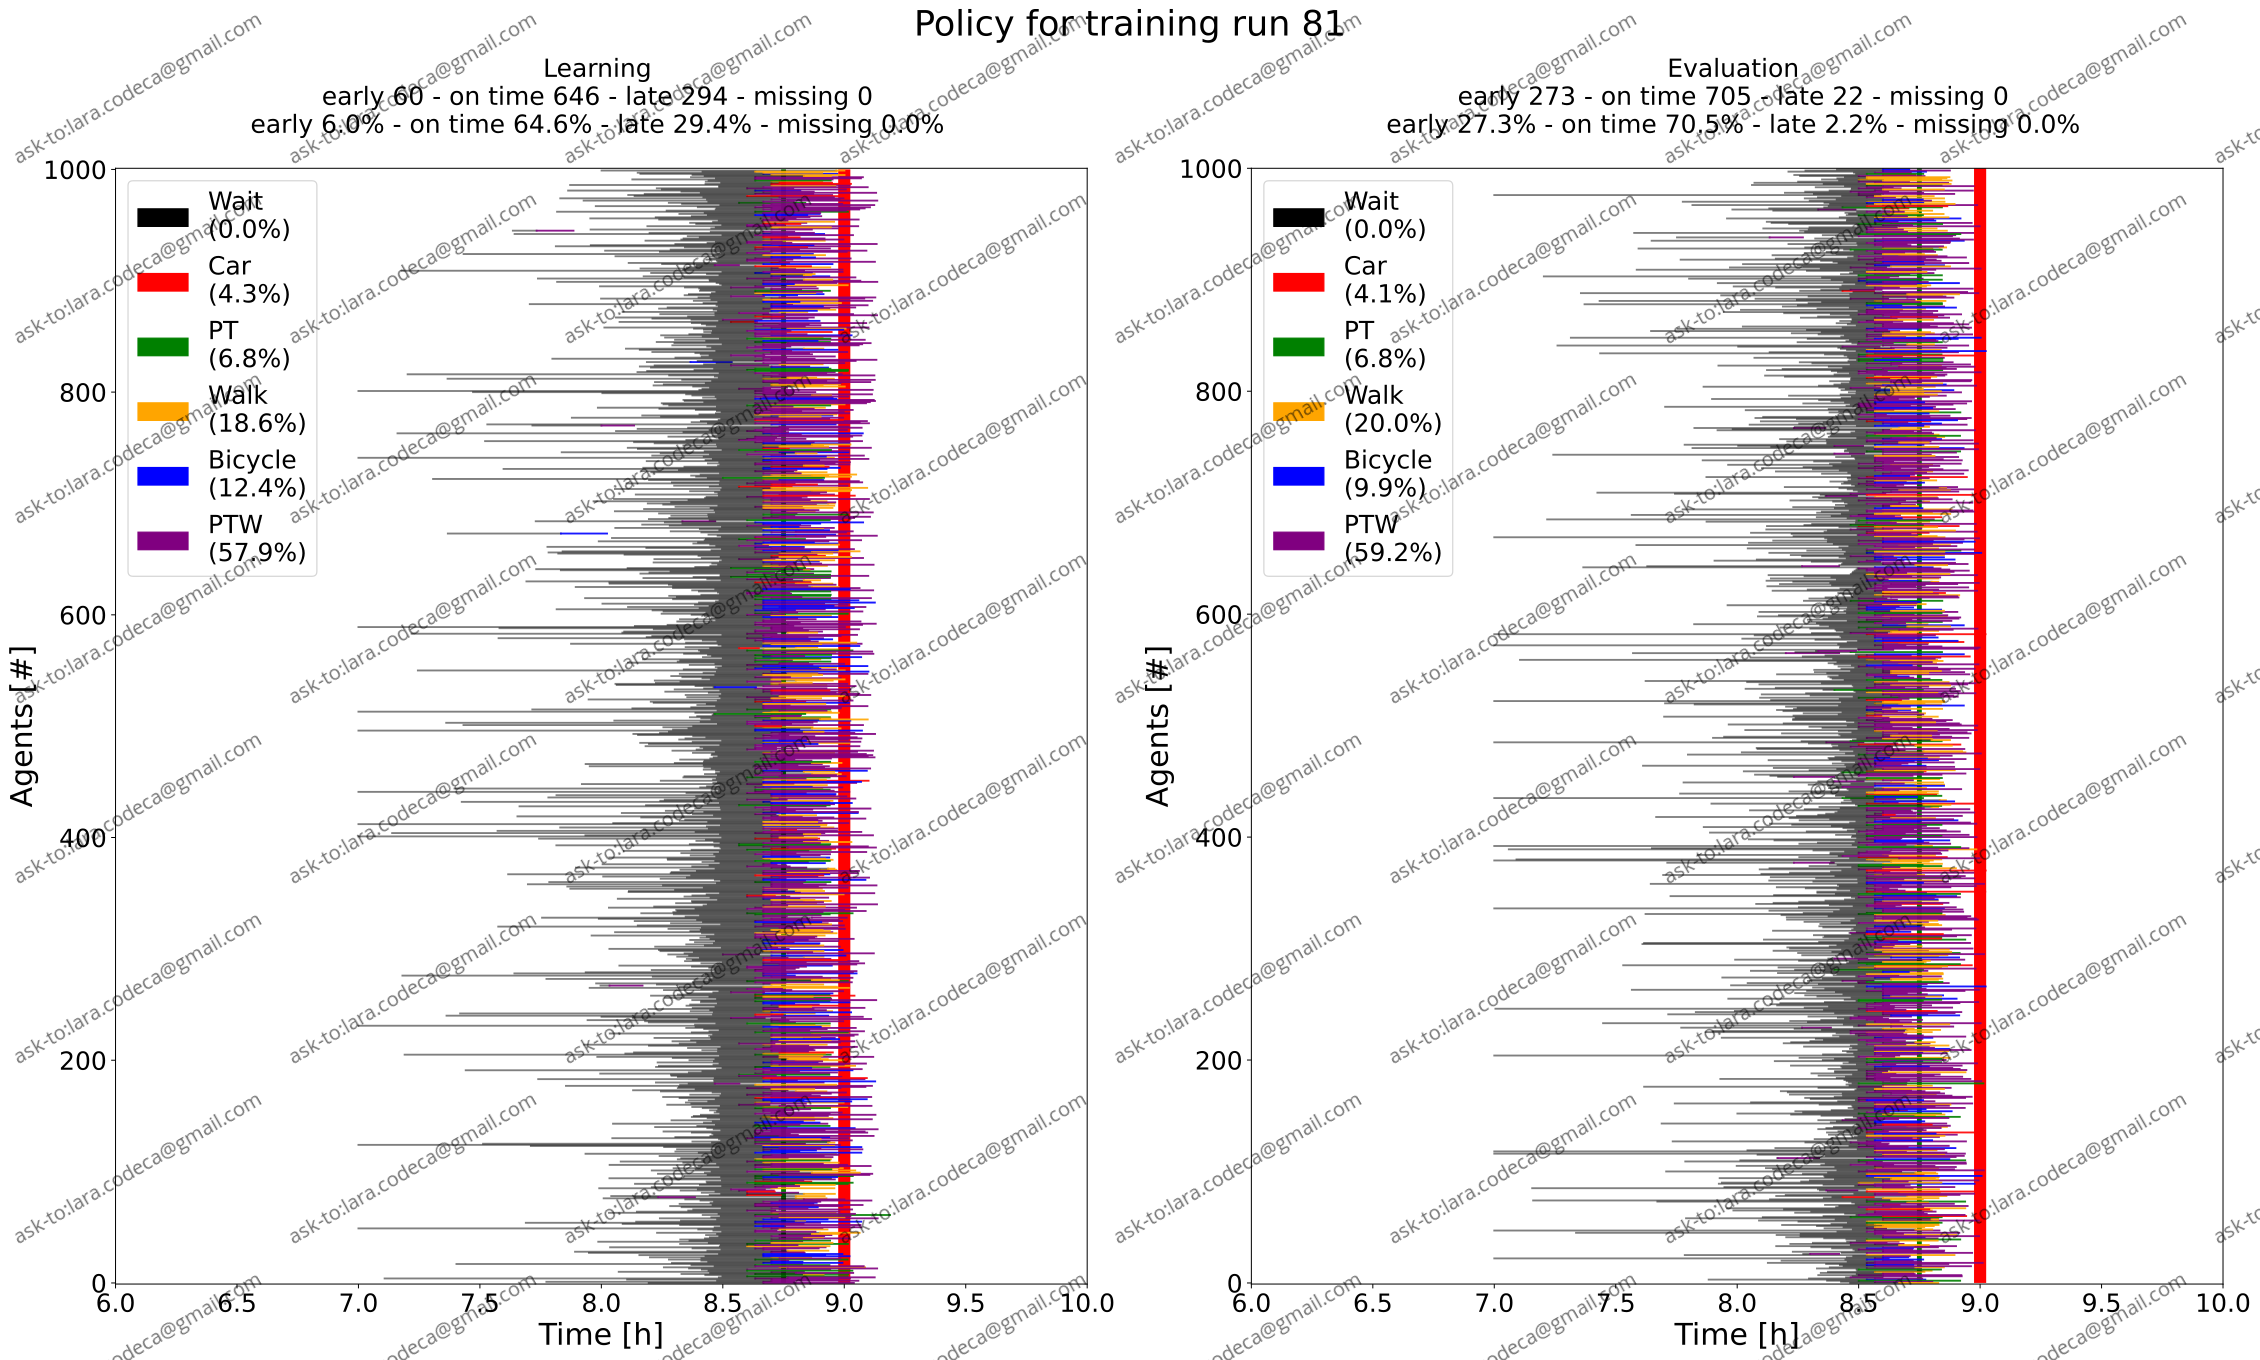 Policy for training run 81
Learning
early 60 - on time 646 - late 294 - missing 0
early 6.0% - on time 64.6% - late 29.4% - missing 0.0%
1000
800
600
400
200
0
Agents [#]
Wait
(0.0%)
Car
(4.3%)
PT
(6.8%)
Walk
(18.6%)
Bicycle
(12.4%)
PTW
(57.9%)
6.0 6.5 7.0 7.5 8.0 8.5 9.0 9.5 10.0
Time [h]
Evaluation
early 273 - on time 705 - late 22 - missing 0
early 27.3% - on time 70.5% - late 2.2% - missing 0.0%
1000
800
600
400
200
0
Agents [#]
Wait
(0.0%)
Car
(4.1%)
PT
(6.8%)
Walk
(20.0%)
Bicycle
(9.9%)
PTW
(59.2%)
6.0 6.5 7.0 7.5 8.0 8.5 9.0 9.5 10.0
Time [h]
ask-to:lara.codeca@gmail.com